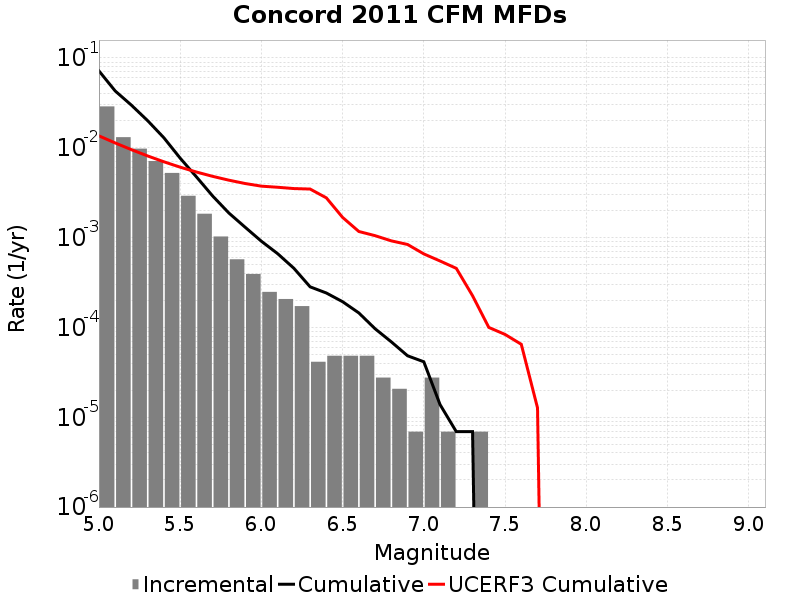 Concord 2011 CFM MFDs
10^-1
10^-2
10^-3
10^-4
10^-5
10^-6
Rate (1/yr)
5.0 5.5 6.0 6.5 7.0 7.5 8.0 8.5 9.0
Magnitude
Incremental Cumulative UCERF3 Cumulative